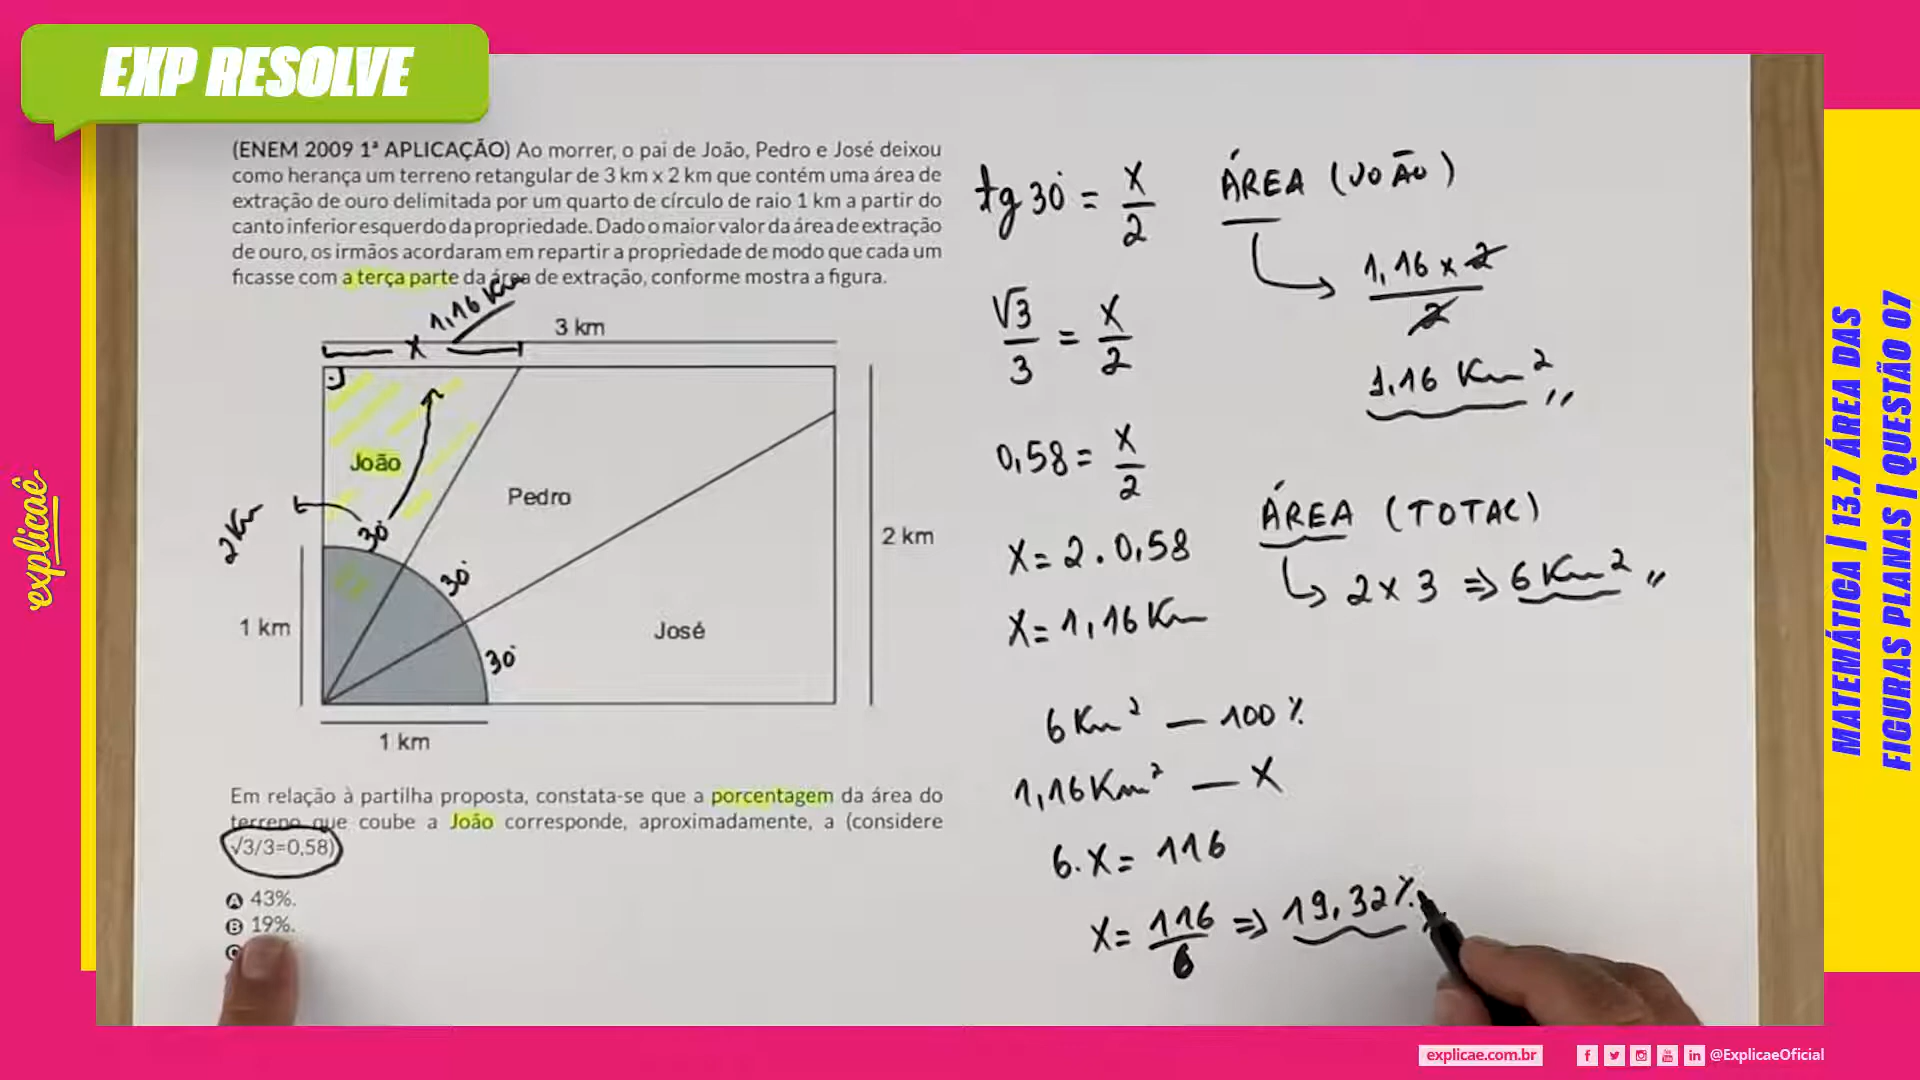 EXP RESOLVE
(ENEM 2009 1ª APLICAÇÃO) Ao morrer, o pai de João, Pedro e José deixou
como herança um terreno retangular de 3 km x 2 km que contém uma área de
extração de ouro delimitada por um quarto de círculo de raio 1 km a partir do
canto inferior esquerdo da propriedade. Dado o maior valor da área de extração
de ouro, os irmãos acordaram em repartir a propriedade de modo que cada um
ficasse com a terça parte da área de extração, conforme mostra a figura.
1,16 Km
X
3 km
João
Pedro
30°
2 Km
30°
2 km
1 km
José
30°
1 km
Em relação à partilha proposta, constata-se que a porcentagem da área do
terreno que coube a João corresponde, aproximadamente, a (considere
√3/3=0,58)
A 43%.
B 19%.
tg 30° = X/2
√3/3 = X/2
0,58 = X/2
X = 2 . 0,58
X = 1,16 Km
ÁREA (JOÃO)
1,16 x 2
2
1,16 Km²
ÁREA (TOTAL)
2 x 3 ⇒ 6 Km²
6 Km² — 100 %
1,16 Km² — X
6 . X = 116
X = 116/6 ⇒ 19,32 %
explicaê
MATEMÁTICA | 13.7 ÁREA DAS
FIGURAS PLANAS | QUESTÃO 07
explicae.com.br
@ExplicaeOficial